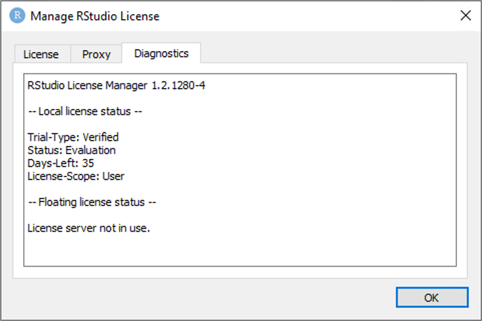 R Manage RStudio License
License Proxy Diagnostics
RStudio License Manager 1.2.1280-4
-- Local license status --
Trial-Type: Verified
Status: Evaluation
Days-Left: 35
License-Scope: User
-- Floating license status --
License server not in use.
OK